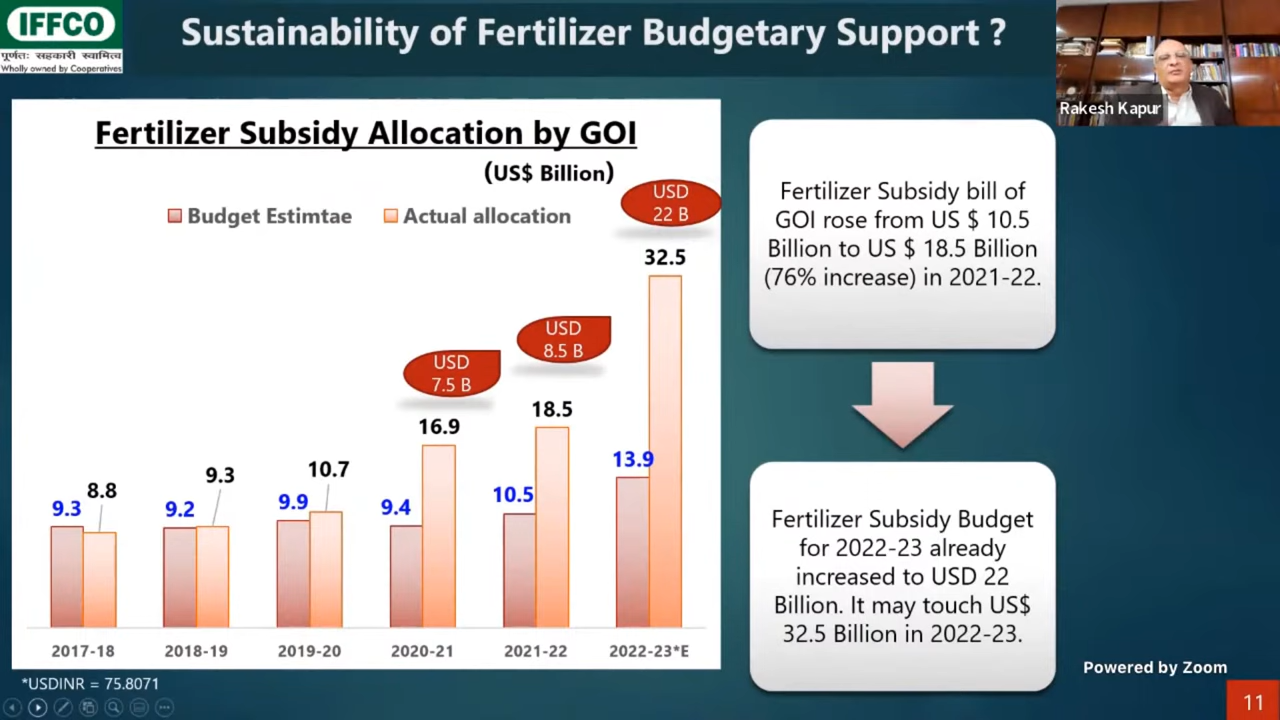 IFFCO
पूर्णतः सहकारी स्वामित्व
Wholly owned by Cooperatives
Sustainability of Fertilizer Budgetary Support ?
Rakesh Kapur
Fertilizer Subsidy Allocation by GOI
(US$ Billion)
Budget Estimtae
Actual allocation
USD
22 B
32.5
USD
8.5 B
USD
7.5 B
18.5
16.9
13.9
10.5
9.4
10.7
9.9
9.3
9.2
8.8
9.3
2017-18
2018-19
2019-20
2020-21
2021-22
2022-23*E
*USDINR = 75.8071
Fertilizer Subsidy bill of
GOI rose from US $ 10.5
Billion to US $ 18.5 Billion
(76% increase) in 2021-22.
Fertilizer Subsidy Budget
for 2022-23 already
increased to USD 22
Billion. It may touch US$
32.5 Billion in 2022-23.
Powered by Zoom
11